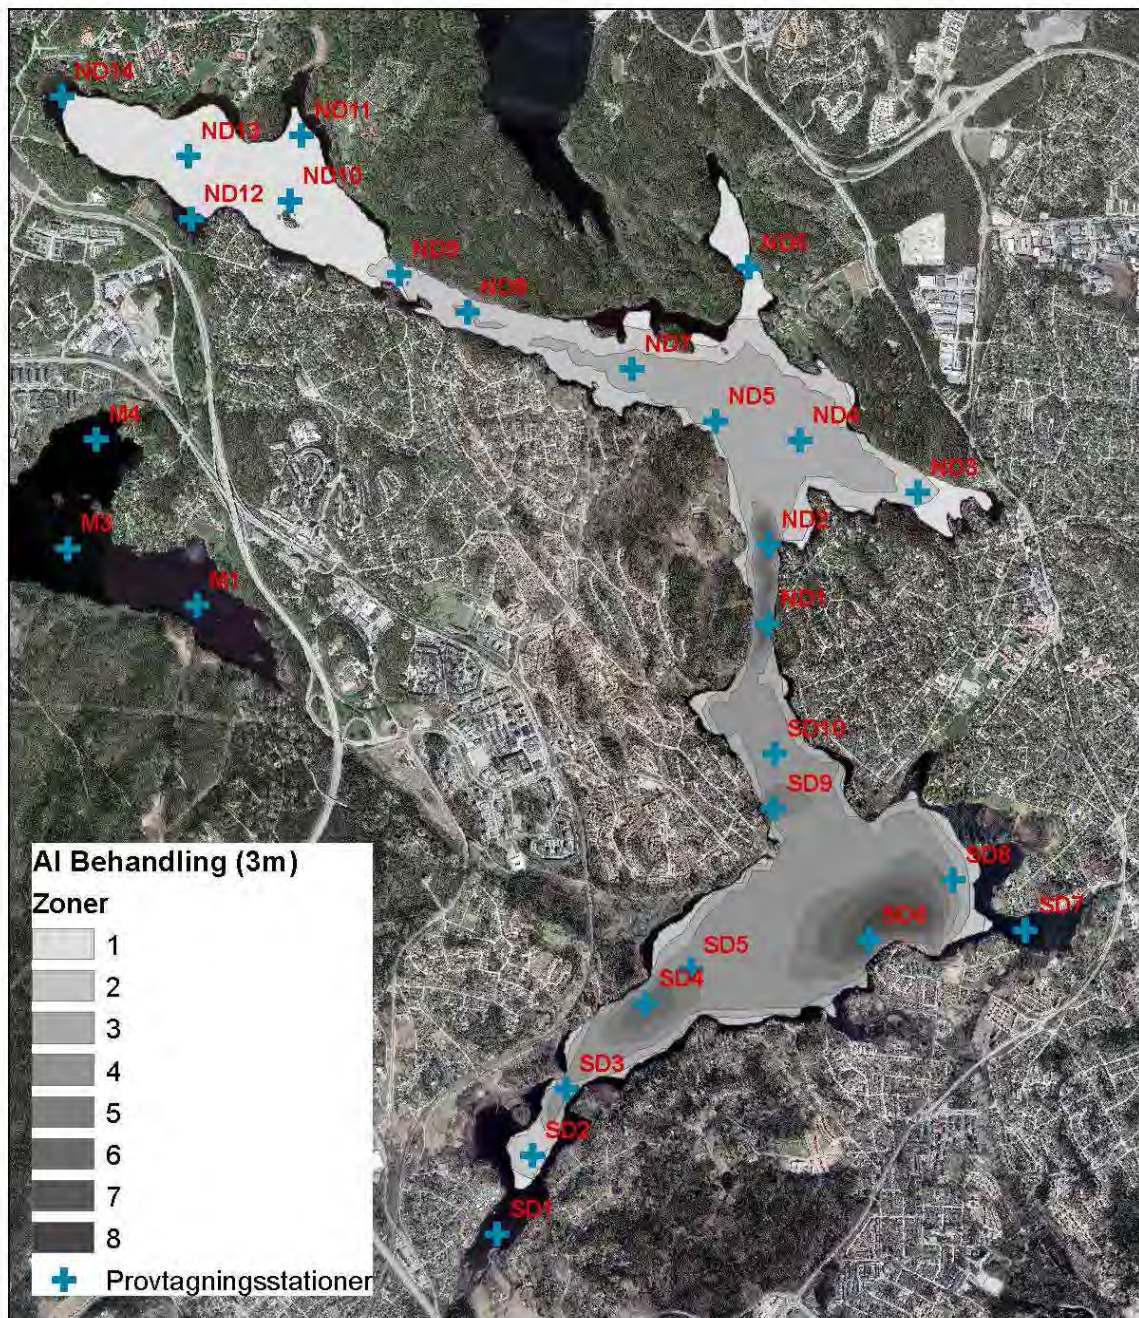 ND14
ND11
ND13
ND10
ND12
ND9
ND6
ND8
ND7
ND5
ND4
M4
ND3
M3
ND2
M1
ND1
SD10
SD9
Al Behandling (3m)
Zoner
1
2
3
4
5
6
7
8
Provtagningsstationer
SD8
SD7
SD6
SD5
SD4
SD3
SD2
SD1